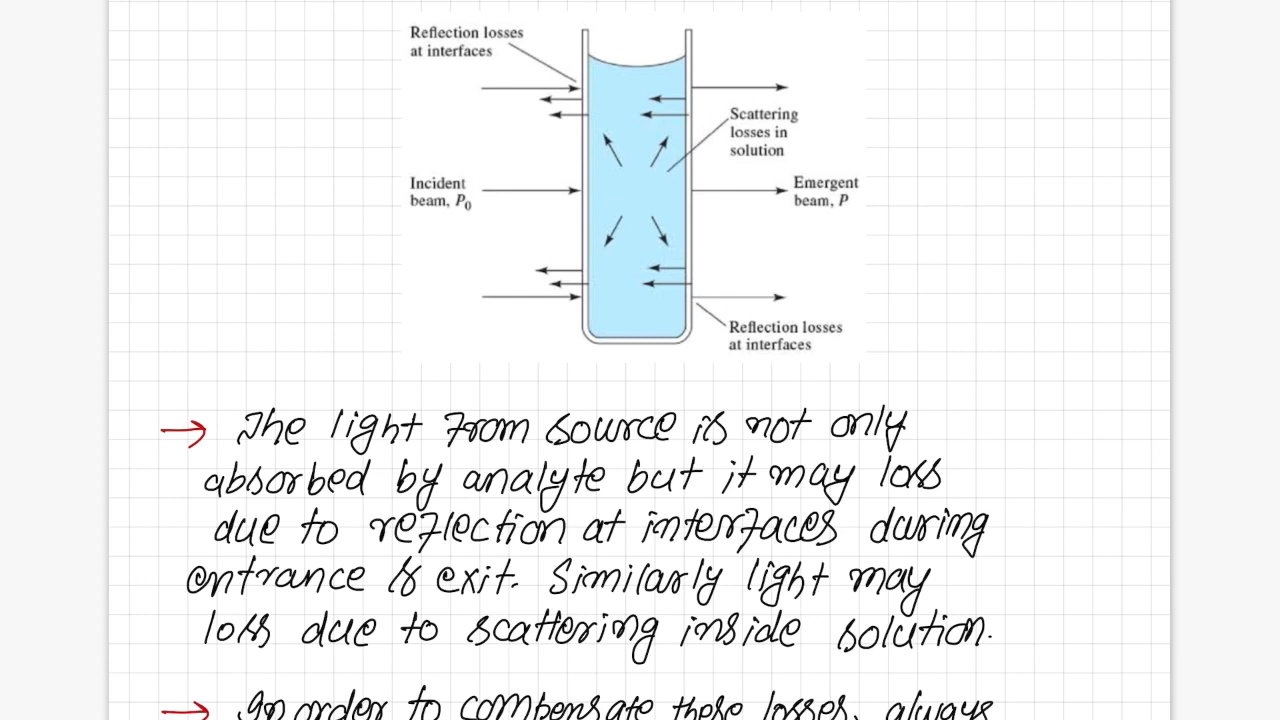 Reflection losses
at interfaces
Scattering
losses in
solution
Incident
beam, P0
Emergent
beam, P
Reflection losses
at interfaces
→ The light from source is not only
absorbed by analyte but it may loss
due to reflection at interfaces during
entrance & exit. Similarly light may
loss due to scattering inside solution.
→ In order to compensate these losses, always